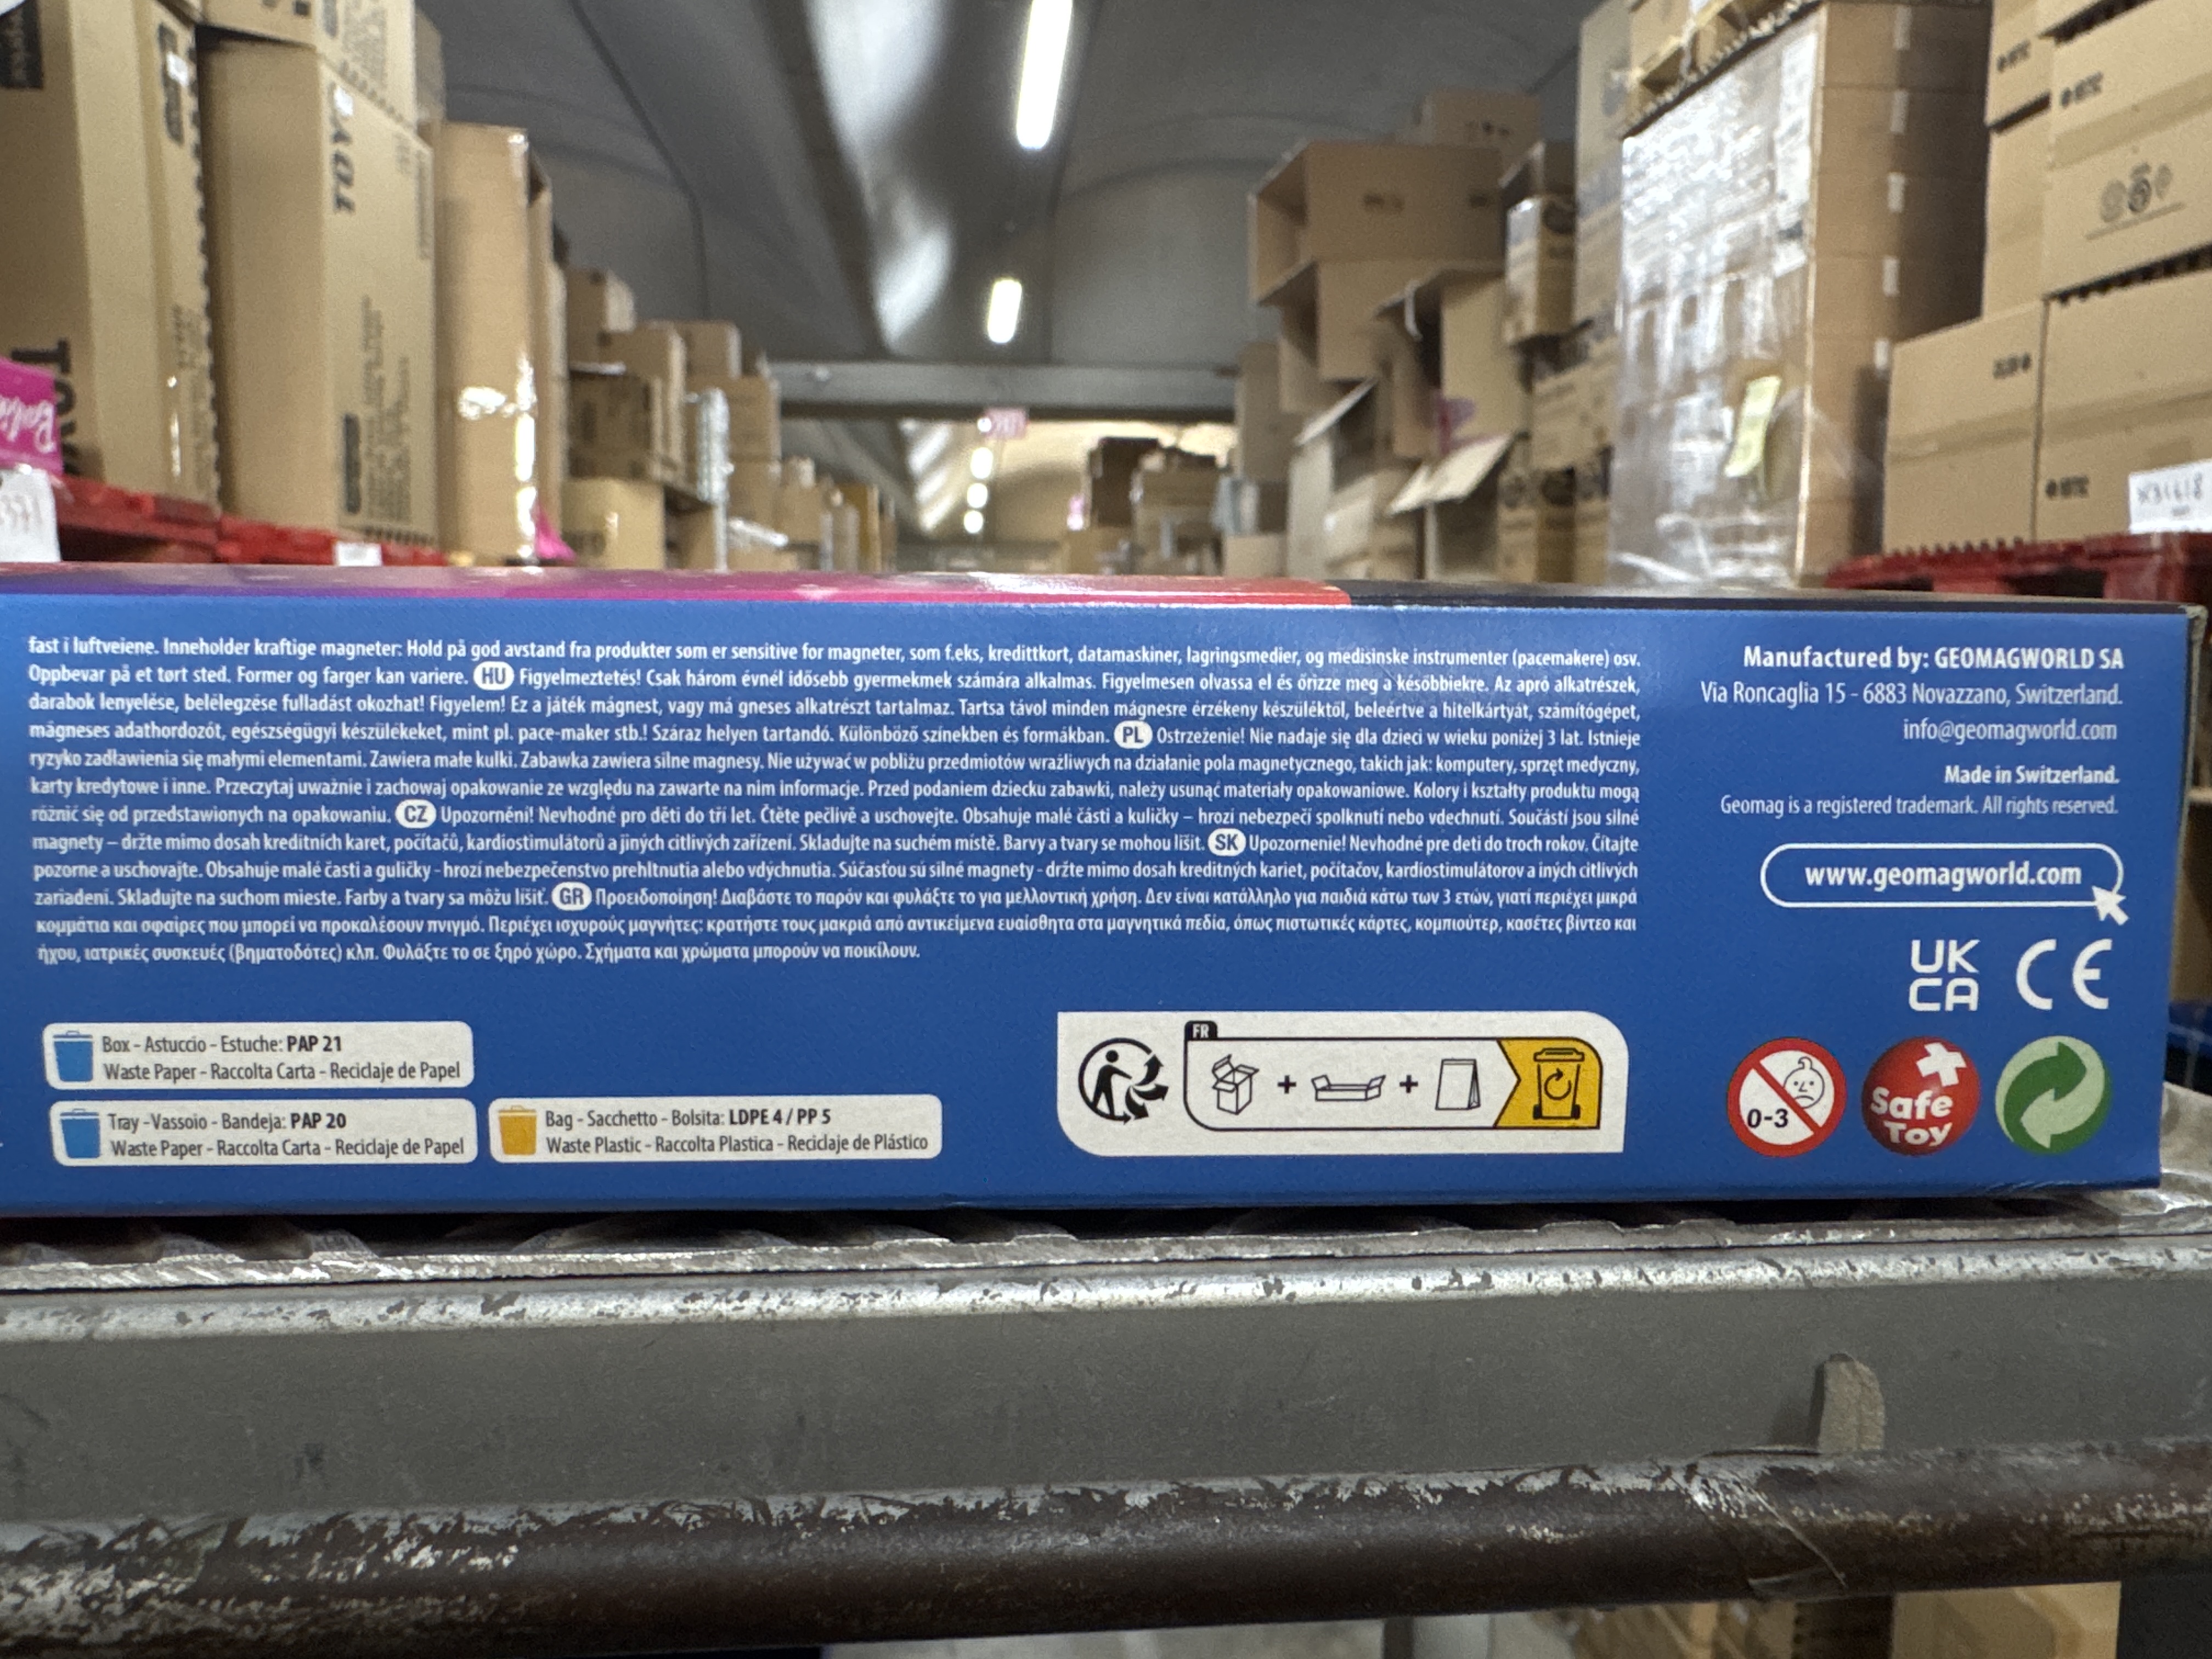 TOY
fast i luftveiene. Inneholder kraftige magneter: Hold på god avstand fra produkter som er sensitive for magneter, som f.eks, kredittkort, datamaskiner, lagringsmedier, og medisinske instrumenter (pacemakere) osv.
Oppbevar på et tørt sted. Former og farger kan variere. HU Figyelmeztetés! Csak három évnél idősebb gyermekmek számára alkalmas. Figyelmesen olvassa el és őrizze meg a későbbiekre. Az apró alkatrészek,
darabok lenyelése, belélegzése fulladást okozhat! Figyelem! Ez a játék mágnest, vagy má gneses alkatrészt tartalmaz. Tartsa távol minden mágnesre érzékeny készüléktől, beleértve a hitelkártyát, számítógépet,
mágneses adathordozót, egészségügyi készülékeket, mint pl. pace-maker stb.! Száraz helyen tartandó. Különböző színekben és formákban. PL Ostrzeżenie! Nie nadaje się dla dzieci w wieku poniżej 3 lat. Istnieje
ryzyko zadławienia się małymi elementami. Zawiera małe kulki. Zabawka zawiera silne magnesy. Nie używać w pobliżu przedmiotów wrażliwych na działanie pola magnetycznego, takich jak: komputery, sprzęt medyczny,
karty kredytowe i inne. Przeczytaj uważnie i zachowaj opakowanie ze względu na zawarte na nim informacje. Przed podaniem dziecku zabawki, należy usunąć materiały opakowaniowe. Kolory i kształty produktu mogą
różnić się od przedstawionych na opakowaniu. CZ Upozornění! Nevhodné pro děti do tří let. Čtěte pečlivě a uschovejte. Obsahuje malé části a kuličky – hrozí nebezpečí spolknutí nebo vdechnutí. Součástí jsou silné
magnety – držte mimo dosah kreditních karet, počítačů, kardiostimulátorů a jiných citlivých zařízení. Skladujte na suchém místě. Barvy a tvary se mohou lišit. SK Upozornenie! Nevhodné pre deti do troch rokov. Čítajte
pozorne a uschovajte. Obsahuje malé časti a guličky - hrozí nebezpečenstvo prehltnutia alebo vdýchnutia. Súčasťou sú silné magnety - držte mimo dosah kreditných kariet, počítačov, kardiostimulátorov a iných citlivých
zariadení. Skladujte na suchom mieste. Farby a tvary sa môžu líšiť. GR Προειδοποίηση! Διαβάστε το παρόν και φυλάξτε το για μελλοντική χρήση. Δεν είναι κατάλληλο για παιδιά κάτω των 3 ετών, γιατί περιέχει μικρά
κομμάτια και σφαίρες που μπορεί να προκαλέσουν πνιγμό. Περιέχει ισχυρούς μαγνήτες: κρατήστε τους μακριά από αντικείμενα ευαίσθητα στα μαγνητικά πεδία, όπως πιστωτικές κάρτες, κομπιούτερ, κασέτες βίντεο και
ήχου, ιατρικές συσκευές (βηματοδότες) κλπ. Φυλάξτε το σε ξηρό χώρο. Σχήματα και χρώματα μπορούν να ποικίλουν.
Manufactured by: GEOMAGWORLD SA
Via Roncaglia 15 - 6883 Novazzano, Switzerland.
info@geomagworld.com
Made in Switzerland.
Geomag is a registered trademark. All rights reserved.
www.geomagworld.com
UK
CA
CE
Box - Astuccio - Estuche: PAP 21
Waste Paper - Raccolta Carta - Reciclaje de Papel
Tray -Vassoio - Bandeja: PAP 20
Waste Paper - Raccolta Carta - Reciclaje de Papel
Bag - Sacchetto - Bolsita: LDPE 4 / PP 5
Waste Plastic - Raccolta Plastica - Reciclaje de Plástico
FR
0-3
Safe
Toy